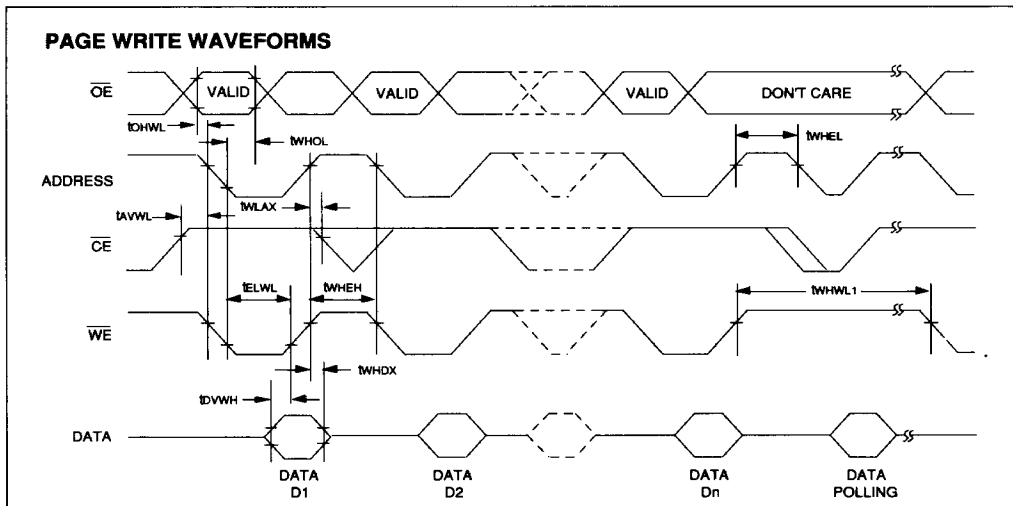 PAGE WRITE WAVEFORMS
OE VALID VALID VALID DON'T CARE
tOHWL tWHOL tWHEL
ADDRESS
tAVWL tWLAX
CE
tELWL tWHEH tWHWL1
WE
tWHDX
tDVWH
DATA
DATA DATA DATA DATA
D1 D2 Dn POLLING